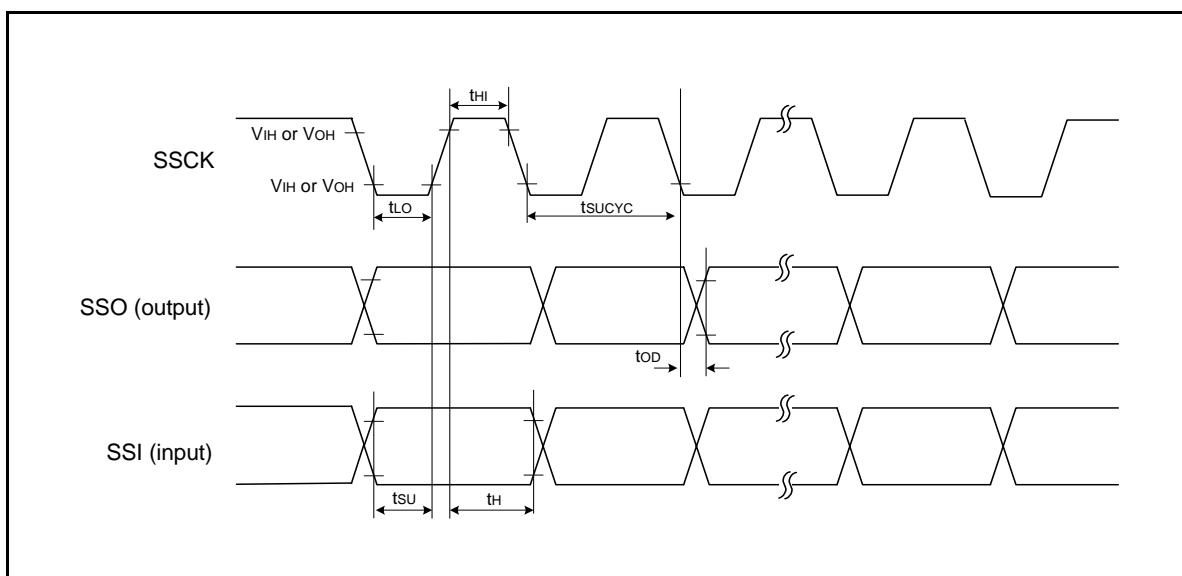 tHI
VIH or VOH
SSCK
VIH or VOH
tLO
tSUCYC
SSO (output)
tOD
SSI (input)
tSU
tH